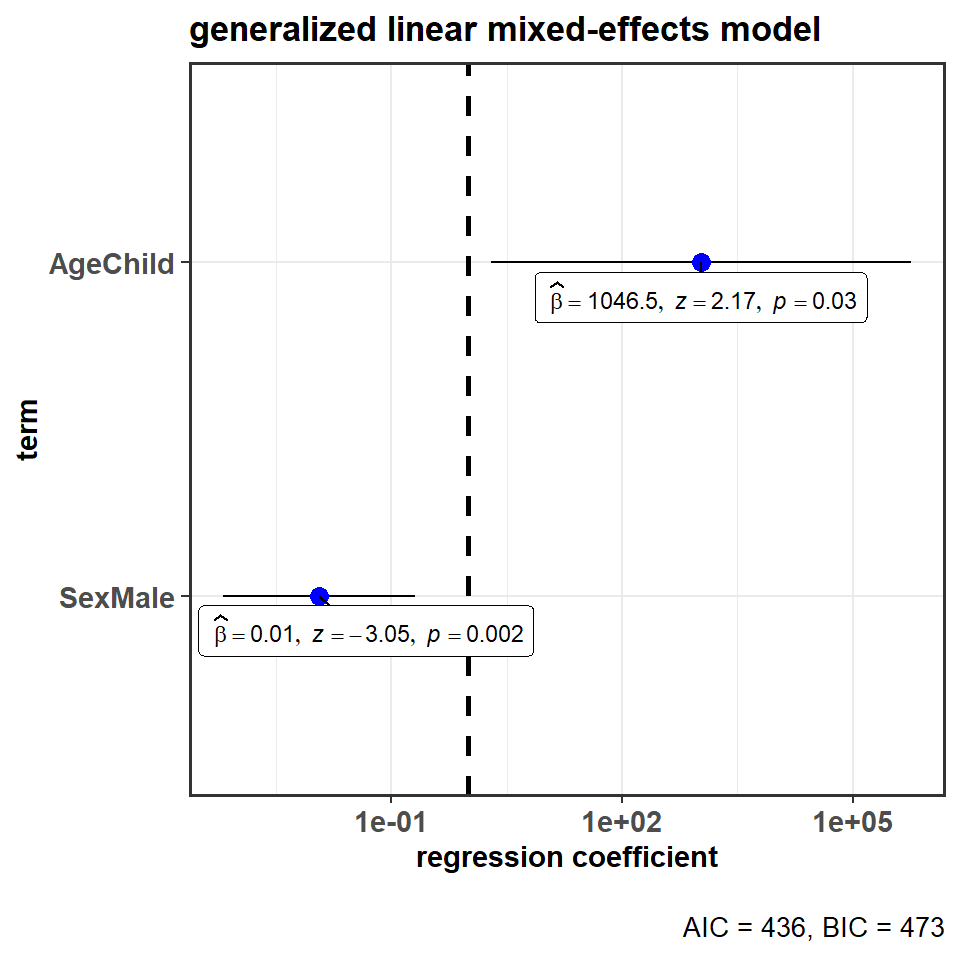 generalized linear mixed-effects model
AgeChild
β̂ = 1046.5, z = 2.17, p = 0.03
term
SexMale
β̂ = 0.01, z = −3.05, p = 0.002
1e-01 1e+02 1e+05
regression coefficient
AIC = 436, BIC = 473